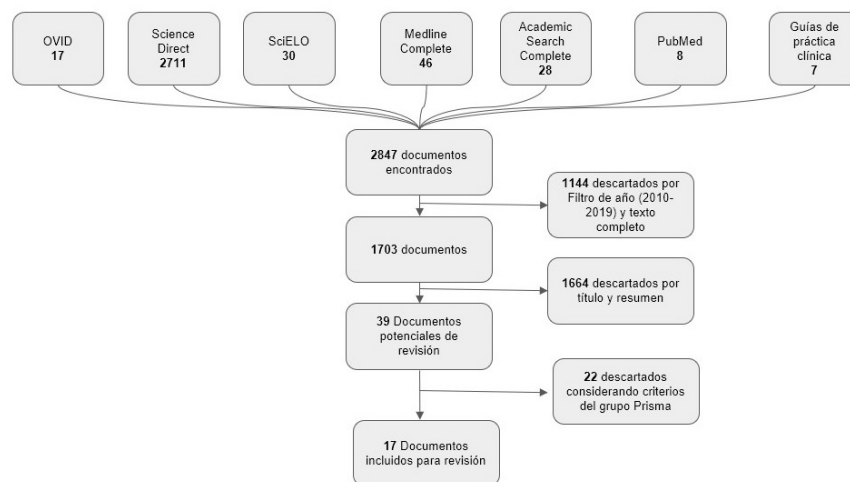 OVID
17
Science
Direct
2711
SciELO
30
Medline
Complete
46
Academic
Search
Complete
28
PubMed
8
Guías de
práctica
clínica
7
2847 documentos
encontrados
1144 descartados por
Filtro de año (2010-
2019) y texto
completo
1703 documentos
1664 descartados por
título y resumen
39 Documentos
potenciales de
revisión
22 descartados
considerando criterios
del grupo Prisma
17 Documentos
incluidos para revisión